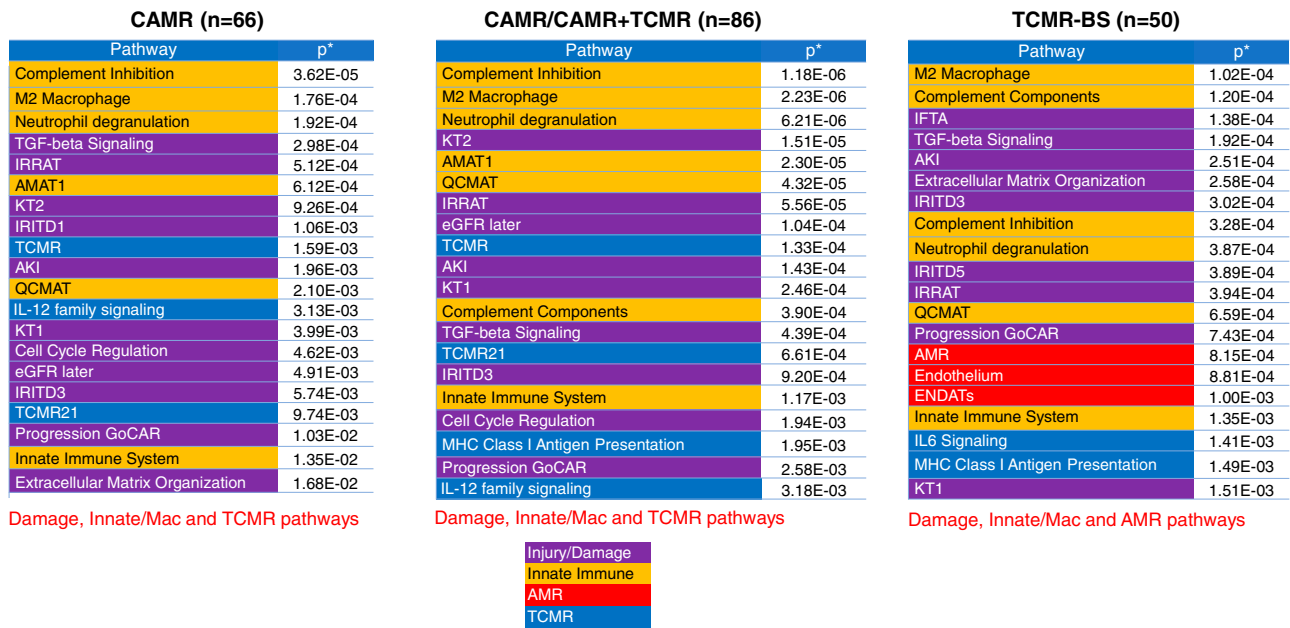 CAMR (n=66)
Pathway p*
Complement Inhibition 3.62E-05
M2 Macrophage 1.76E-04
Neutrophil degranulation 1.92E-04
TGF-beta Signaling 2.98E-04
IRRAT 5.12E-04
AMAT1 6.12E-04
KT2 9.26E-04
IRITD1 1.06E-03
TCMR 1.59E-03
AKI 1.96E-03
QCMAT 2.10E-03
IL-12 family signaling 3.13E-03
KT1 3.99E-03
Cell Cycle Regulation 4.62E-03
eGFR later 4.91E-03
IRITD3 5.74E-03
TCMR21 9.74E-03
Progression GoCAR 1.03E-02
Innate Immune System 1.35E-02
Extracellular Matrix Organization 1.68E-02
Damage, Innate/Mac and TCMR pathways
CAMR/CAMR+TCMR (n=86)
Pathway p*
Complement Inhibition 1.18E-06
M2 Macrophage 2.23E-06
Neutrophil degranulation 6.21E-06
KT2 1.51E-05
AMAT1 2.30E-05
QCMAT 4.32E-05
IRRAT 5.56E-05
eGFR later 1.04E-04
TCMR 1.33E-04
AKI 1.43E-04
KT1 2.46E-04
Complement Components 3.90E-04
TGF-beta Signaling 4.39E-04
TCMR21 6.61E-04
IRITD3 9.20E-04
Innate Immune System 1.17E-03
Cell Cycle Regulation 1.94E-03
MHC Class I Antigen Presentation 1.95E-03
Progression GoCAR 2.58E-03
IL-12 family signaling 3.18E-03
Damage, Innate/Mac and TCMR pathways
TCMR-BS (n=50)
Pathway p*
M2 Macrophage 1.02E-04
Complement Components 1.20E-04
IFTA 1.38E-04
TGF-beta Signaling 1.92E-04
AKI 2.51E-04
Extracellular Matrix Organization 2.58E-04
IRITD3 3.02E-04
Complement Inhibition 3.28E-04
Neutrophil degranulation 3.87E-04
IRITD5 3.89E-04
IRRAT 3.94E-04
QCMAT 6.59E-04
Progression GoCAR 7.43E-04
AMR 8.15E-04
Endothelium 8.81E-04
ENDATs 1.00E-03
Innate Immune System 1.35E-03
IL6 Signaling 1.41E-03
MHC Class I Antigen Presentation 1.49E-03
KT1 1.51E-03
Damage, Innate/Mac and AMR pathways
Injury/Damage
Innate Immune
AMR
TCMR